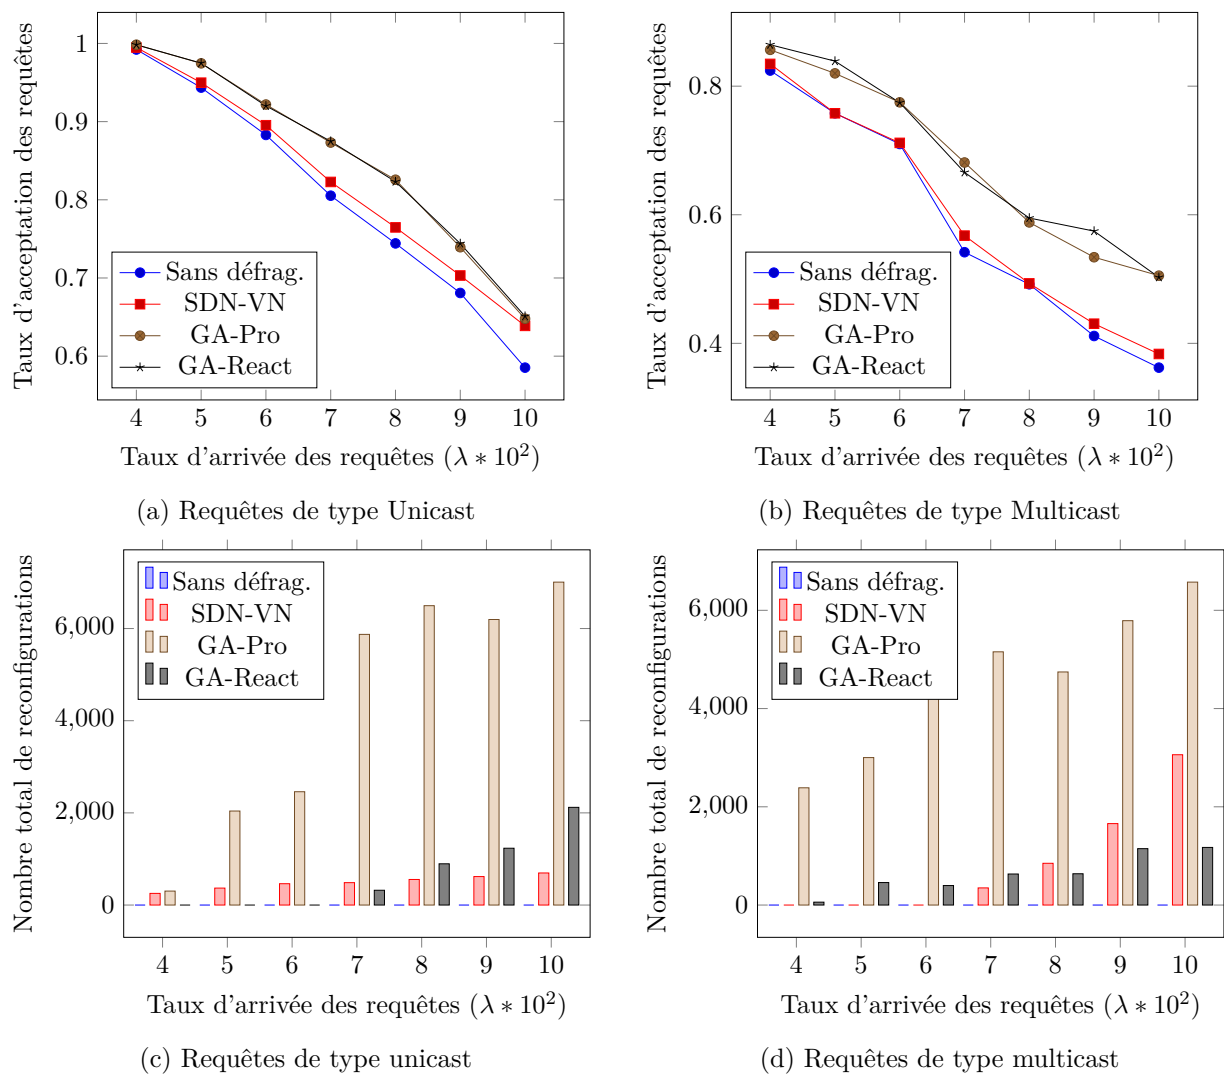 Taux d'acceptation des requêtes
1
0.9
0.8
0.7
0.6
Sans défrag.
SDN-VN
GA-Pro
GA-React
4 5 6 7 8 9 10
Taux d'arrivée des requêtes (λ ∗ 10²)
(a) Requêtes de type Unicast
Taux d'acceptation des requêtes
0.8
0.6
0.4
Sans défrag.
SDN-VN
GA-Pro
GA-React
4 5 6 7 8 9 10
Taux d'arrivée des requêtes (λ ∗ 10²)
(b) Requêtes de type Multicast
Nombre total de reconfigurations
6,000
4,000
2,000
0
Sans défrag.
SDN-VN
GA-Pro
GA-React
4 5 6 7 8 9 10
Taux d'arrivée des requêtes (λ ∗ 10²)
(c) Requêtes de type unicast
Nombre total de reconfigurations
6,000
4,000
2,000
0
Sans défrag.
SDN-VN
GA-Pro
GA-React
4 5 6 7 8 9 10
Taux d'arrivée des requêtes (λ ∗ 10²)
(d) Requêtes de type multicast